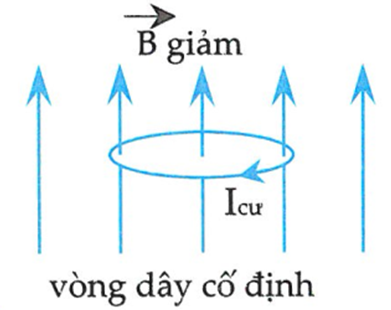 B giảm
Icư
vòng dây cố định